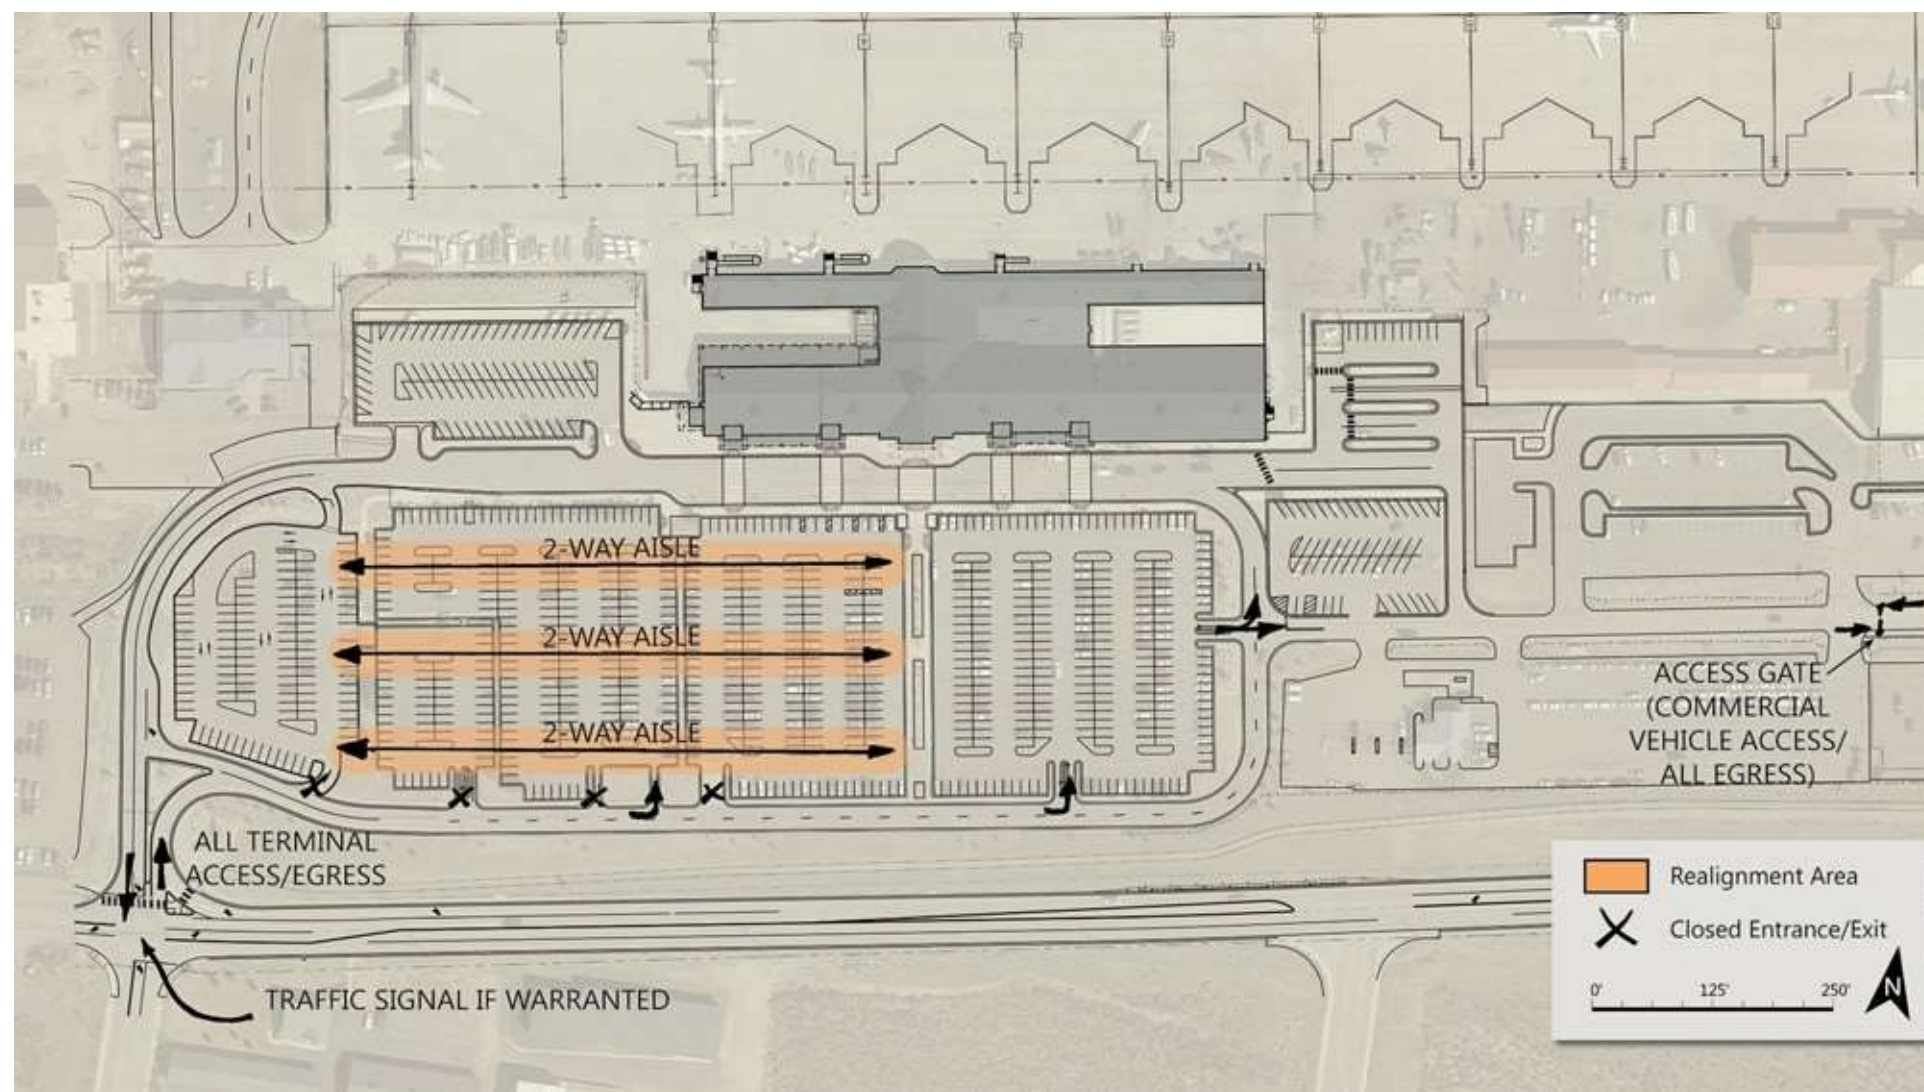 2-WAY AISLE
2-WAY AISLE
2-WAY AISLE
ACCESS GATE
(COMMERCIAL
VEHICLE ACCESS/
ALL EGRESS)
ALL TERMINAL
ACCESS/EGRESS
TRAFFIC SIGNAL IF WARRANTED
Realignment Area
Closed Entrance/Exit
0' 125' 250'
N